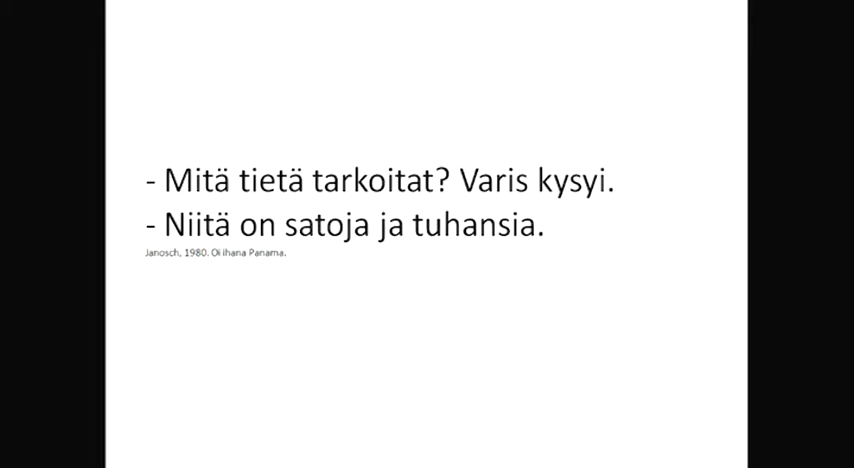 - Mitä tietä tarkoitat? Varis kysyi.
- Niitä on satoja ja tuhansia.
Janosch, 1980. Oi ihana Panama.